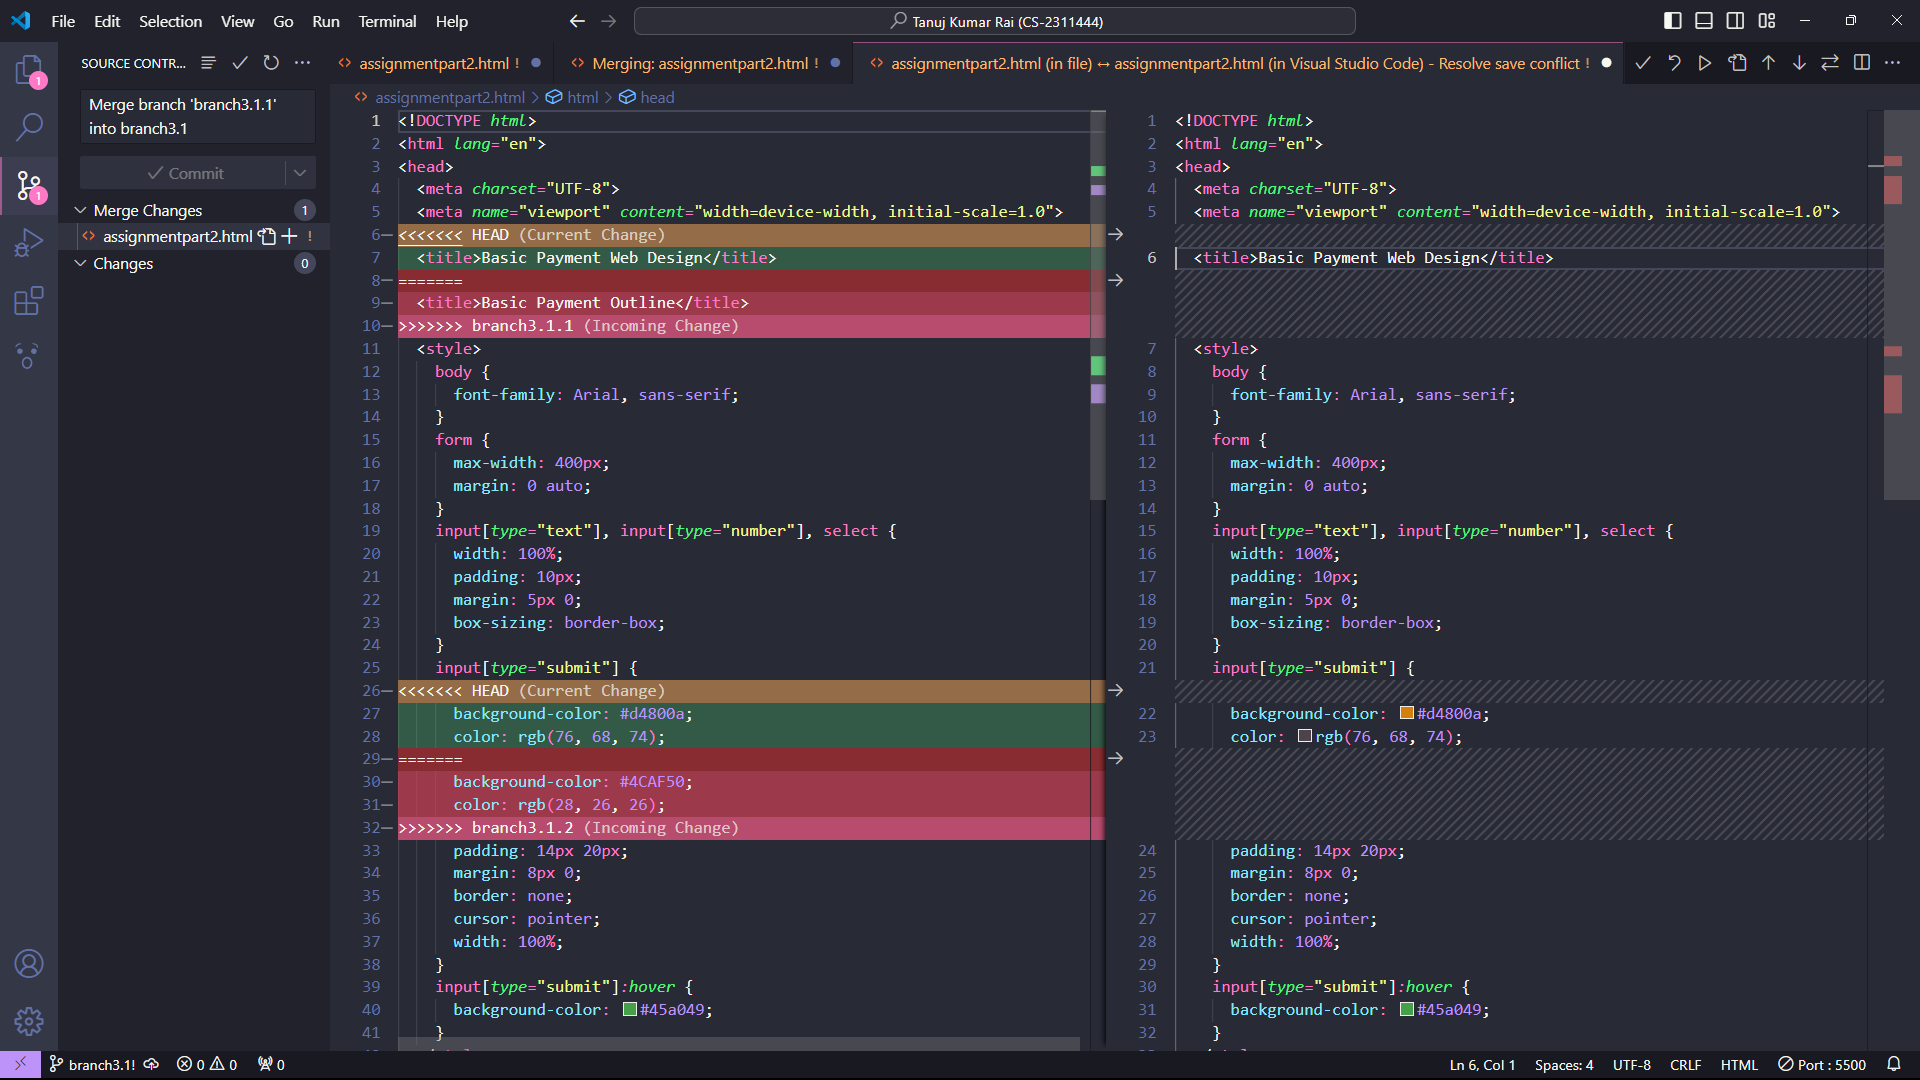 File Edit Selection View Go Run Terminal Help
Tanuj Kumar Rai (CS-2311444)
SOURCE CONTR...
assignmentpart2.html !
Merging: assignmentpart2.html !
assignmentpart2.html (in file) ↔ assignmentpart2.html (in Visual Studio Code) - Resolve save conflict !
1
1
Merge branch 'branch3.1.1'
into branch3.1
Commit
Merge Changes 1
assignmentpart2.html !
Changes 0
assignmentpart2.html > html > head
1 <!DOCTYPE html>
2 <html lang="en">
3 <head>
4 <meta charset="UTF-8">
5 <meta name="viewport" content="width=device-width, initial-scale=1.0">
6— <<<<<<< HEAD (Current Change)
7 <title>Basic Payment Web Design</title>
8— =======
9— <title>Basic Payment Outline</title>
10— >>>>>>> branch3.1.1 (Incoming Change)
11 <style>
12 body {
13 font-family: Arial, sans-serif;
14 }
15 form {
16 max-width: 400px;
17 margin: 0 auto;
18 }
19 input[type="text"], input[type="number"], select {
20 width: 100%;
21 padding: 10px;
22 margin: 5px 0;
23 box-sizing: border-box;
24 }
25 input[type="submit"] {
26— <<<<<<< HEAD (Current Change)
27 background-color: #d4800a;
28 color: rgb(76, 68, 74);
29— =======
30— background-color: #4CAF50;
31— color: rgb(28, 26, 26);
32— >>>>>>> branch3.1.2 (Incoming Change)
33 padding: 14px 20px;
34 margin: 8px 0;
35 border: none;
36 cursor: pointer;
37 width: 100%;
38 }
39 input[type="submit"]:hover {
40 background-color: #45a049;
41 }
1 <!DOCTYPE html>
2 <html lang="en">
3 <head>
4 <meta charset="UTF-8">
5 <meta name="viewport" content="width=device-width, initial-scale=1.0">
6 <title>Basic Payment Web Design</title>
7 <style>
8 body {
9 font-family: Arial, sans-serif;
10 }
11 form {
12 max-width: 400px;
13 margin: 0 auto;
14 }
15 input[type="text"], input[type="number"], select {
16 width: 100%;
17 padding: 10px;
18 margin: 5px 0;
19 box-sizing: border-box;
20 }
21 input[type="submit"] {
22 background-color: #d4800a;
23 color: rgb(76, 68, 74);
24 padding: 14px 20px;
25 margin: 8px 0;
26 border: none;
27 cursor: pointer;
28 width: 100%;
29 }
30 input[type="submit"]:hover {
31 background-color: #45a049;
32 }
branch3.1! 0 0 0
Ln 6, Col 1 Spaces: 4 UTF-8 CRLF HTML Port : 5500